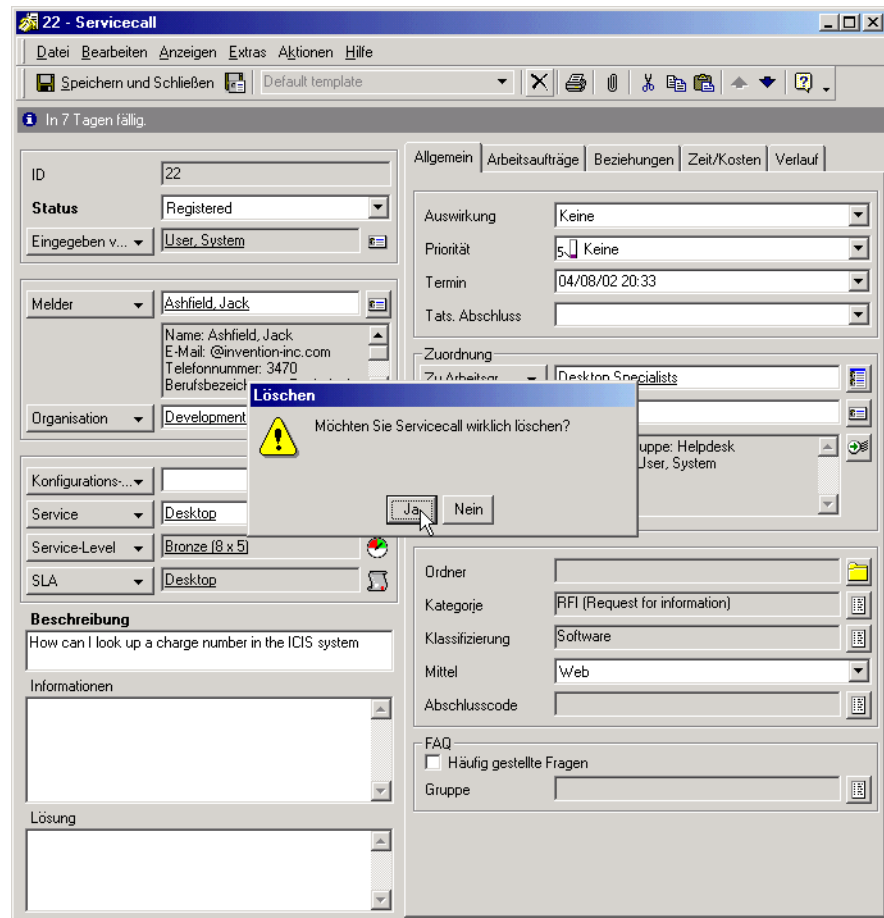 22 - Servicecall
Datei Bearbeiten Anzeigen Extras Aktionen Hilfe
Speichern und Schließen Default template
In 7 Tagen fällig.
ID 22
Status Registered
Eingegeben v... User, System
Melder Ashfield, Jack
Name: Ashfield, Jack
E-Mail: @invention-inc.com
Telefonnummer: 3470
Organisation Development
Konfigurations-...
Service Desktop
Service-Level Bronze (8 x 5)
SLA Desktop
Beschreibung
How can I look up a charge number in the ICIS system
Informationen
Lösung
Allgemein Arbeitsaufträge Beziehungen Zeit/Kosten Verlauf
Auswirkung Keine
Priorität 5 Keine
Termin 04/08/02 20:33
Tats. Abschluss
Zuordnung
Zu Arbeitsgr... Desktop Specialists
uppe: Helpdesk
User, System
Löschen
Möchten Sie Servicecall wirklich löschen?
Ja Nein
Ordner
Kategorie RFI (Request for information)
Klassifizierung Software
Mittel Web
Abschlusscode
FAQ
Häufig gestellte Fragen
Gruppe